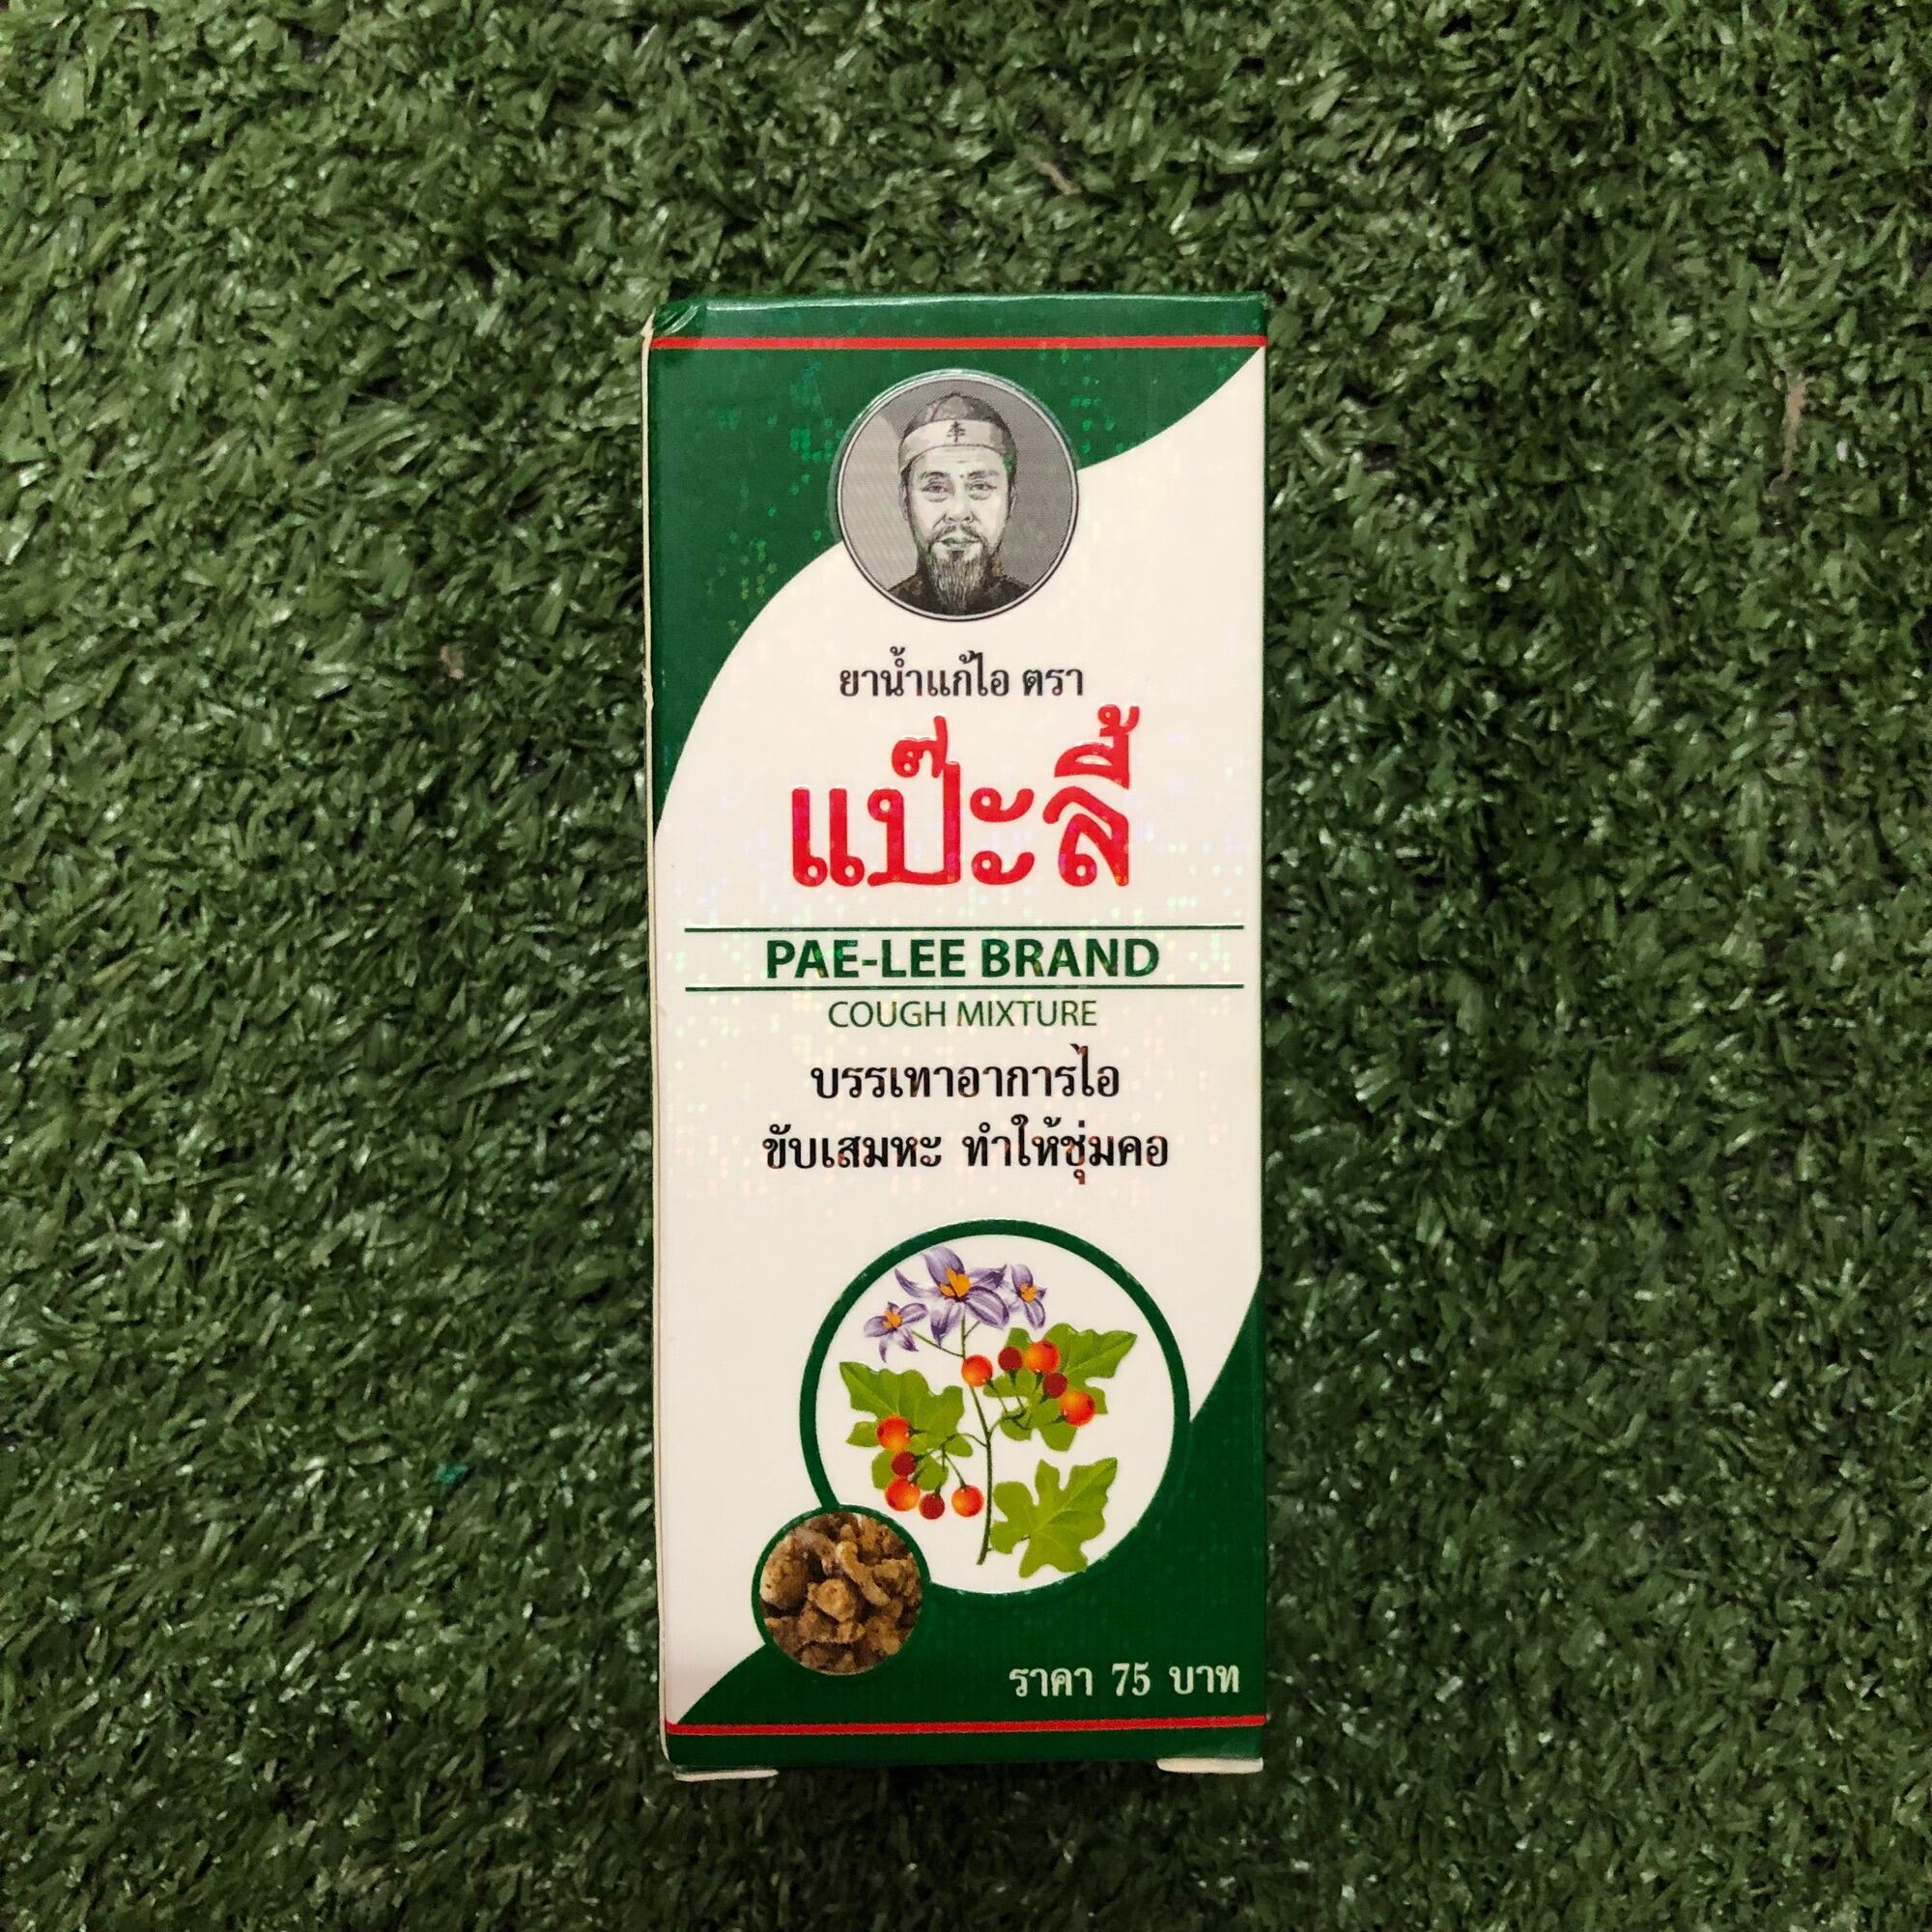 李
ยาน้ำแก้ไอ ตรา
แป๊ะลี้
PAE-LEE BRAND
COUGH MIXTURE
บรรเทาอาการไอ
ขับเสมหะ ทำให้ชุ่มคอ
ราคา 75 บาท